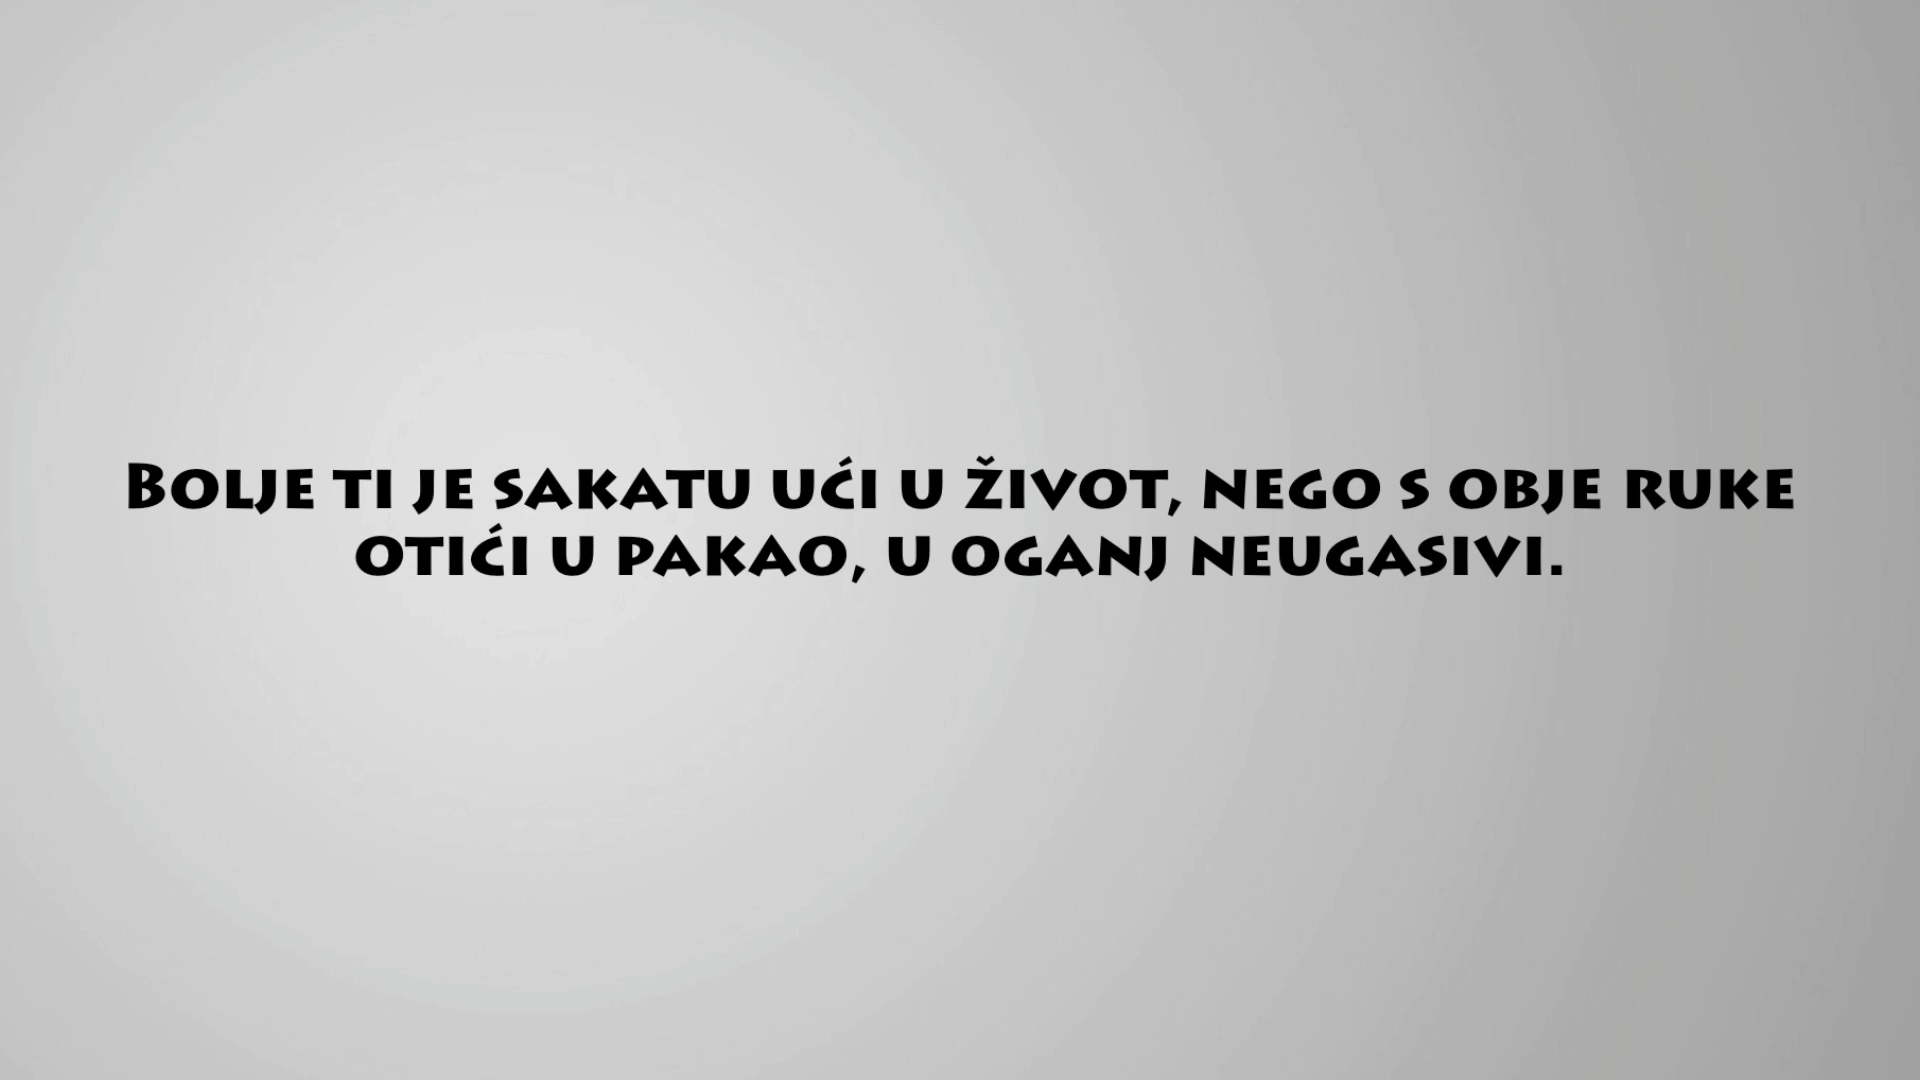 Bolje ti je sakatu ući u život, nego s obje ruke
otići u pakao, u oganj neugasivi.